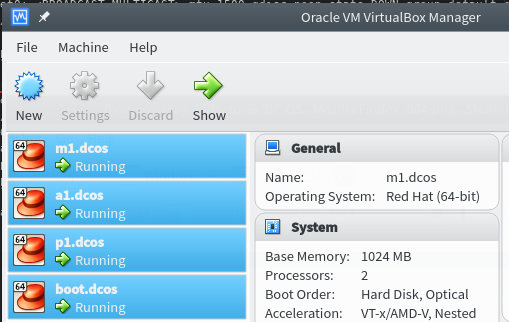 Oracle VM VirtualBox Manager
File Machine Help
New Settings Discard Show
64 m1.dcos
Running
64 a1.dcos
Running
64 p1.dcos
Running
64 boot.dcos
Running
General
Name: m1.dcos
Operating System: Red Hat (64-bit)
System
Base Memory: 1024 MB
Processors: 2
Boot Order: Hard Disk, Optical
Acceleration: VT-x/AMD-V, Nested